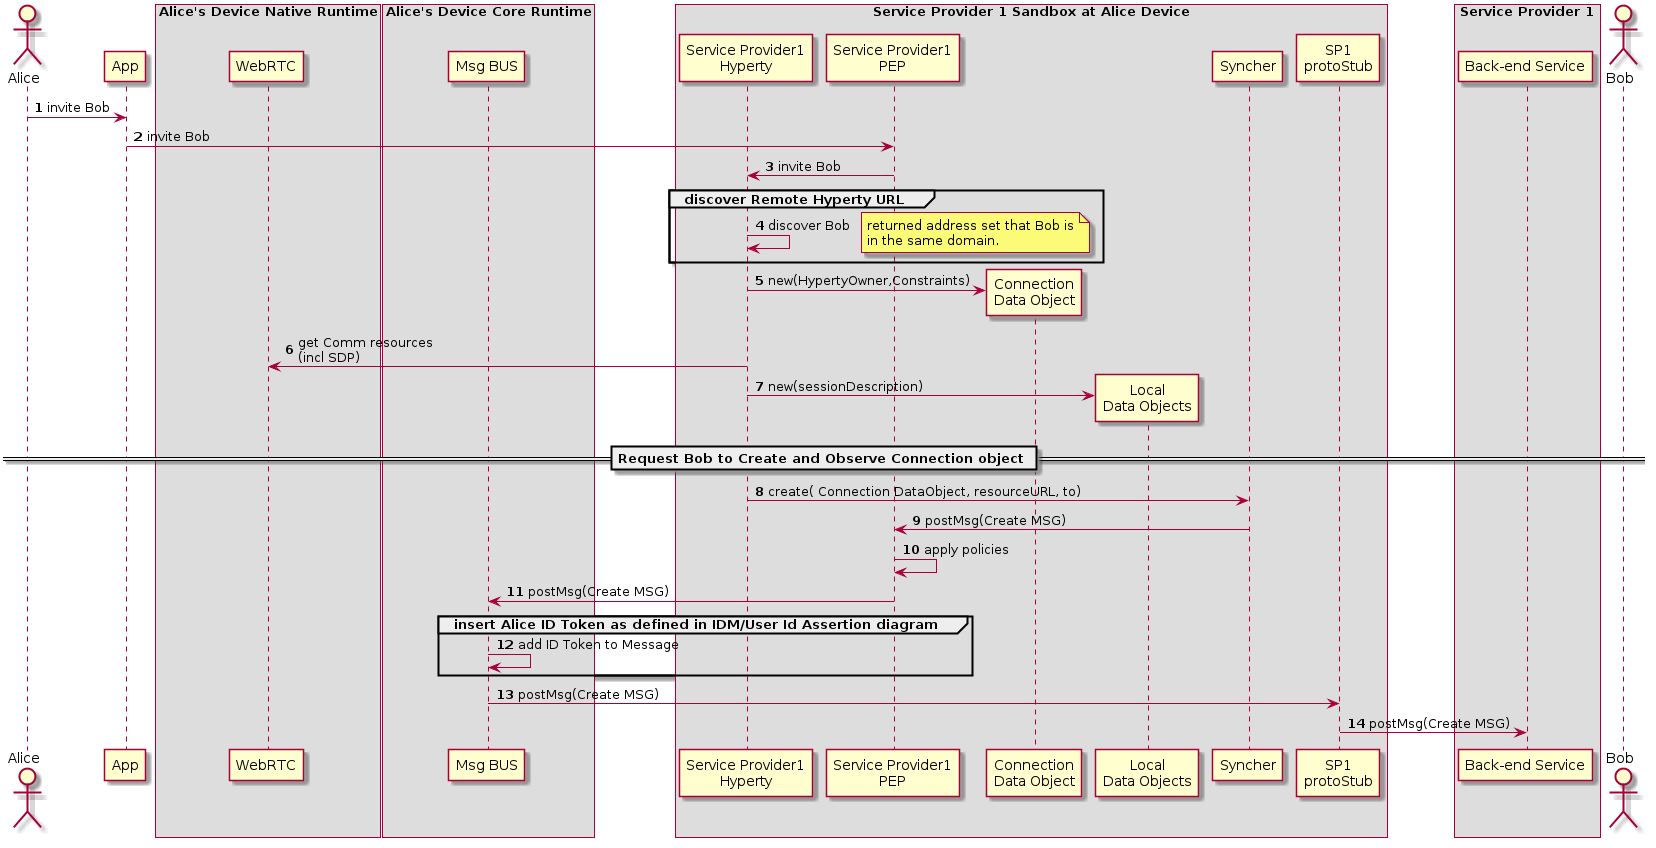 Alice's Device Native Runtime
Alice's Device Core Runtime
Service Provider 1 Sandbox at Alice Device
Service Provider 1
Alice
App
WebRTC
Msg BUS
Service Provider1
Hyperty
Service Provider1
PEP
Syncher
SP1
protoStub
Back-end Service
Bob
1 invite Bob
2 invite Bob
3 invite Bob
discover Remote Hyperty URL
4 discover Bob
returned address set that Bob is
in the same domain.
5 new(HypertyOwner,Constraints)
Connection
Data Object
6 get Comm resources
(incl SDP)
7 new(sessionDescription)
Local
Data Objects
Request Bob to Create and Observe Connection object
8 create( Connection DataObject, resourceURL, to)
9 postMsg(Create MSG)
10 apply policies
11 postMsg(Create MSG)
insert Alice ID Token as defined in IDM/User Id Assertion diagram
12 add ID Token to Message
13 postMsg(Create MSG)
14 postMsg(Create MSG)
Alice
App
WebRTC
Msg BUS
Service Provider1
Hyperty
Service Provider1
PEP
Connection
Data Object
Local
Data Objects
Syncher
SP1
protoStub
Back-end Service
Bob